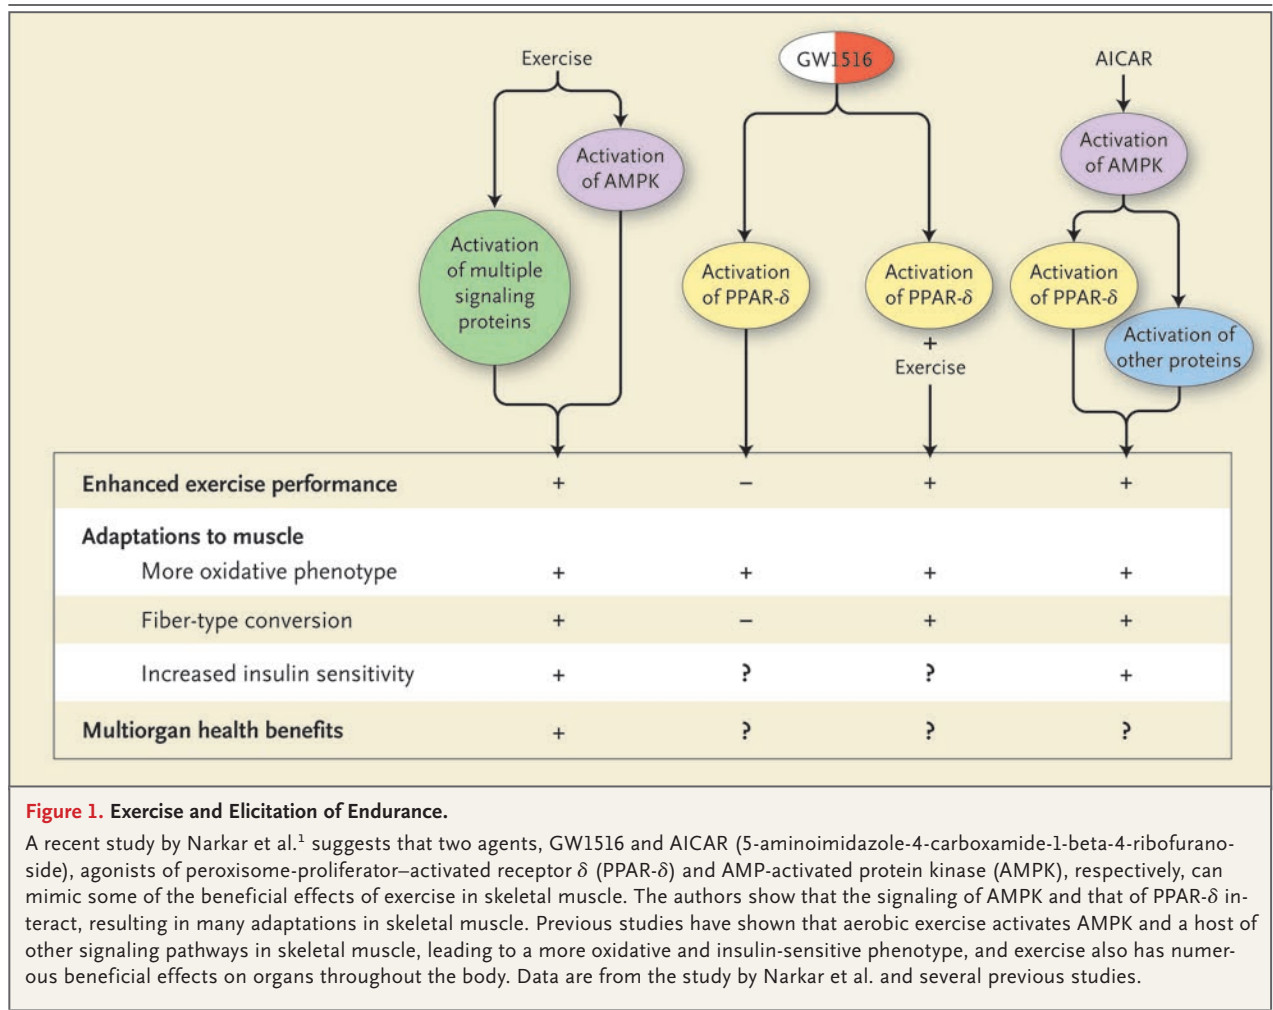 Exercise
GW1516
AICAR
Activation
of AMPK
Activation
of AMPK
Activation
of multiple
signaling
proteins
Activation
of PPAR-δ
Activation
of PPAR-δ
+
Exercise
Activation
of PPAR-δ
Activation of
other proteins
Enhanced exercise performance + – + +
Adaptations to muscle
More oxidative phenotype + + + +
Fiber-type conversion + – + +
Increased insulin sensitivity + ? ? +
Multiorgan health benefits + ? ? ?
Figure 1. Exercise and Elicitation of Endurance.
A recent study by Narkar et al.1 suggests that two agents, GW1516 and AICAR (5-aminoimidazole-4-carboxamide-1-beta-4-ribofurano-
side), agonists of peroxisome-proliferator–activated receptor δ (PPAR-δ) and AMP-activated protein kinase (AMPK), respectively, can
mimic some of the beneficial effects of exercise in skeletal muscle. The authors show that the signaling of AMPK and that of PPAR-δ in-
teract, resulting in many adaptations in skeletal muscle. Previous studies have shown that aerobic exercise activates AMPK and a host of
other signaling pathways in skeletal muscle, leading to a more oxidative and insulin-sensitive phenotype, and exercise also has numer-
ous beneficial effects on organs throughout the body. Data are from the study by Narkar et al. and several previous studies.